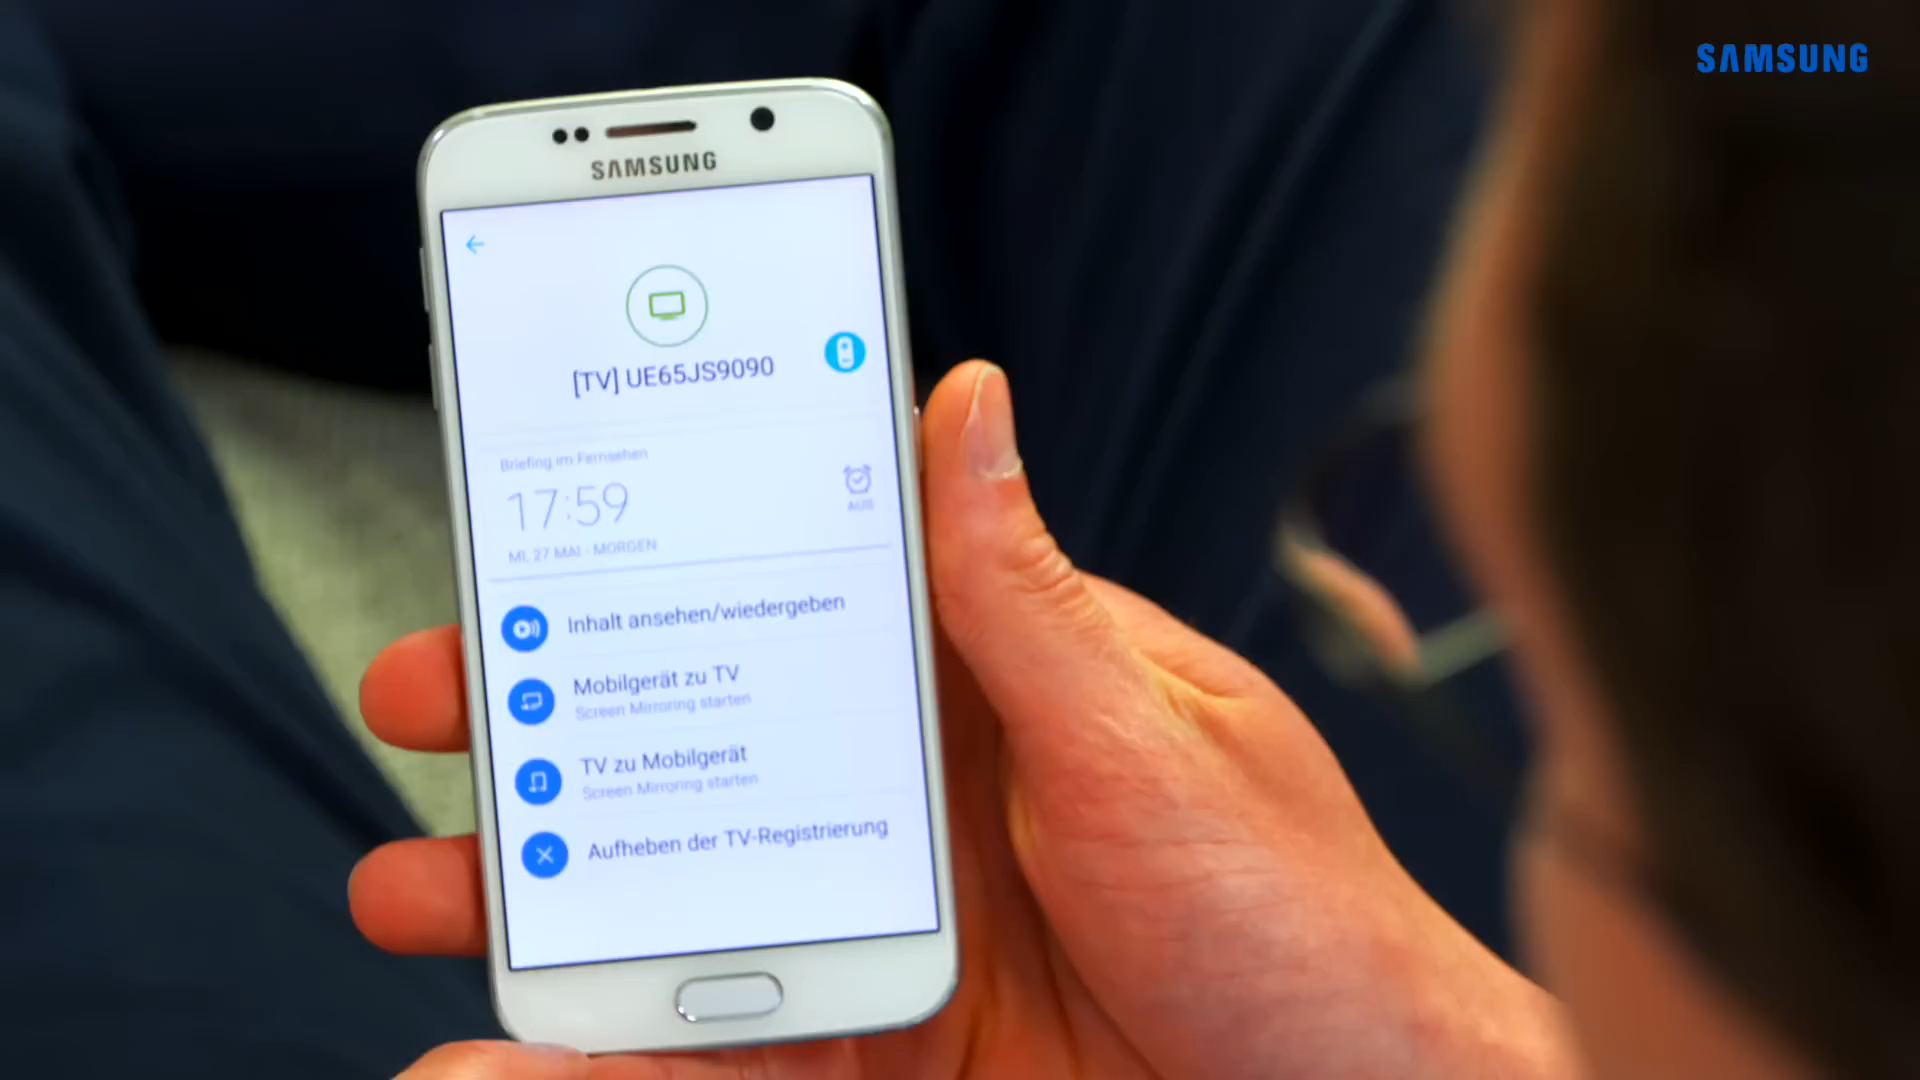 SAMSUNG
SAMSUNG
[TV] UE65JS9090
Briefing im Fernsehen
17:59
AUS
MI, 27 MAI - MORGEN
Inhalt ansehen/wiedergeben
Mobilgerät zu TV
Screen Mirroring starten
TV zu Mobilgerät
Screen Mirroring starten
Aufheben der TV-Registrierung